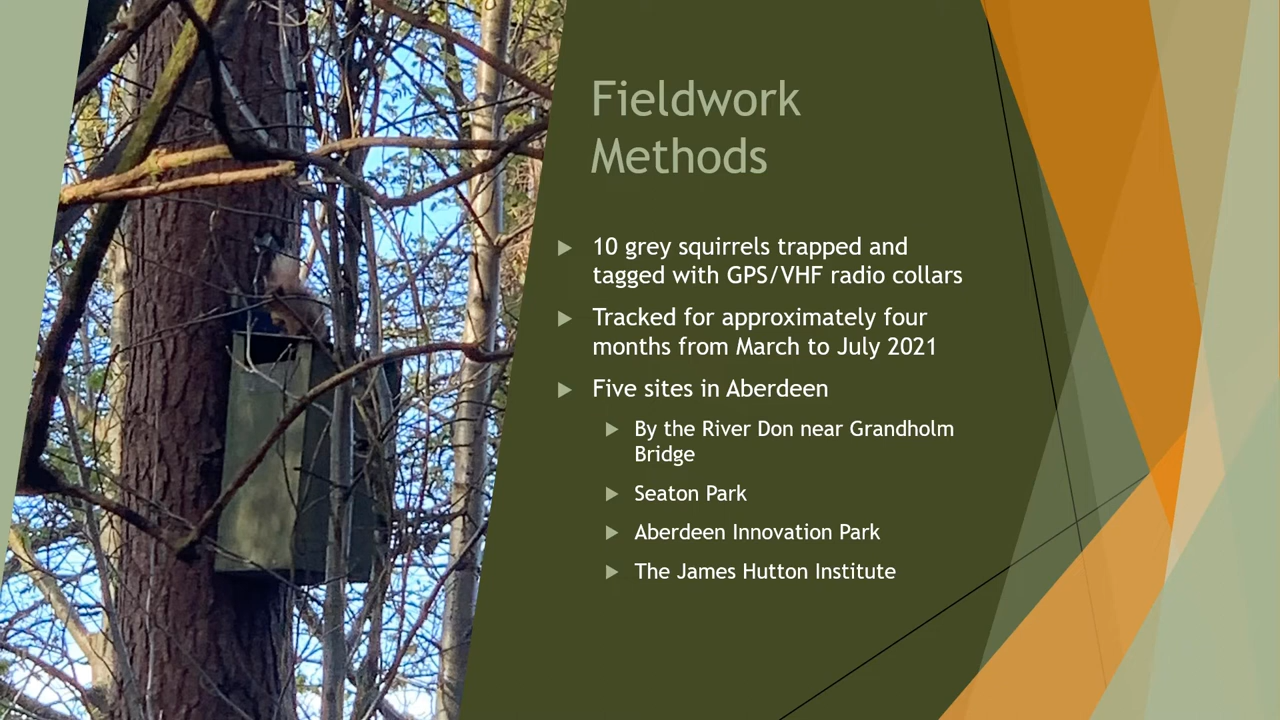 Fieldwork
Methods
10 grey squirrels trapped and
tagged with GPS/VHF radio collars
Tracked for approximately four
months from March to July 2021
Five sites in Aberdeen
By the River Don near Grandholm
Bridge
Seaton Park
Aberdeen Innovation Park
The James Hutton Institute